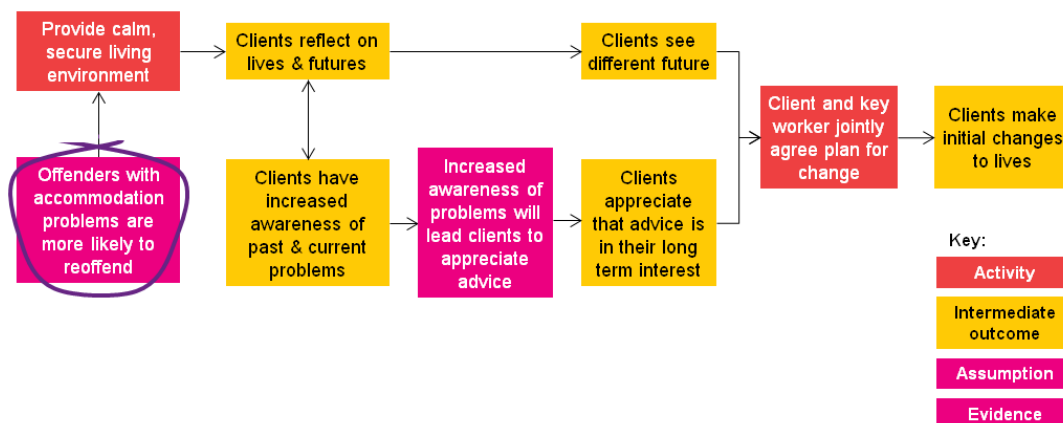 Provide calm,
secure living
environment
Clients reflect on
lives & futures
Clients see
different future
Client and key
worker jointly
agree plan for
change
Clients make
initial changes
to lives
Offenders with
accommodation
problems are
more likely to
reoffend
Clients have
increased
awareness of
past & current
problems
Increased
awareness of
problems will
lead clients to
appreciate
advice
Clients
appreciate
that advice is
in their long
term interest
Key:
Activity
Intermediate
outcome
Assumption
Evidence